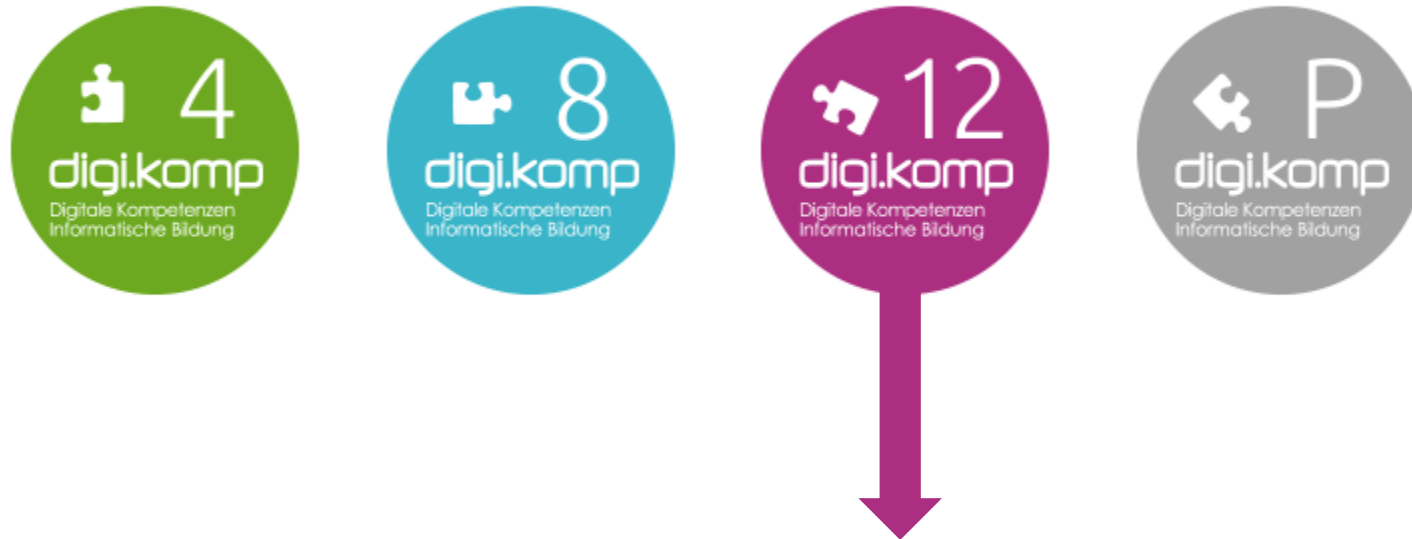 4
digi.komp
Digitale Kompetenzen
Informatische Bildung
8
digi.komp
Digitale Kompetenzen
Informatische Bildung
12
digi.komp
Digitale Kompetenzen
Informatische Bildung
P
digi.komp
Digitale Kompetenzen
Informatische Bildung